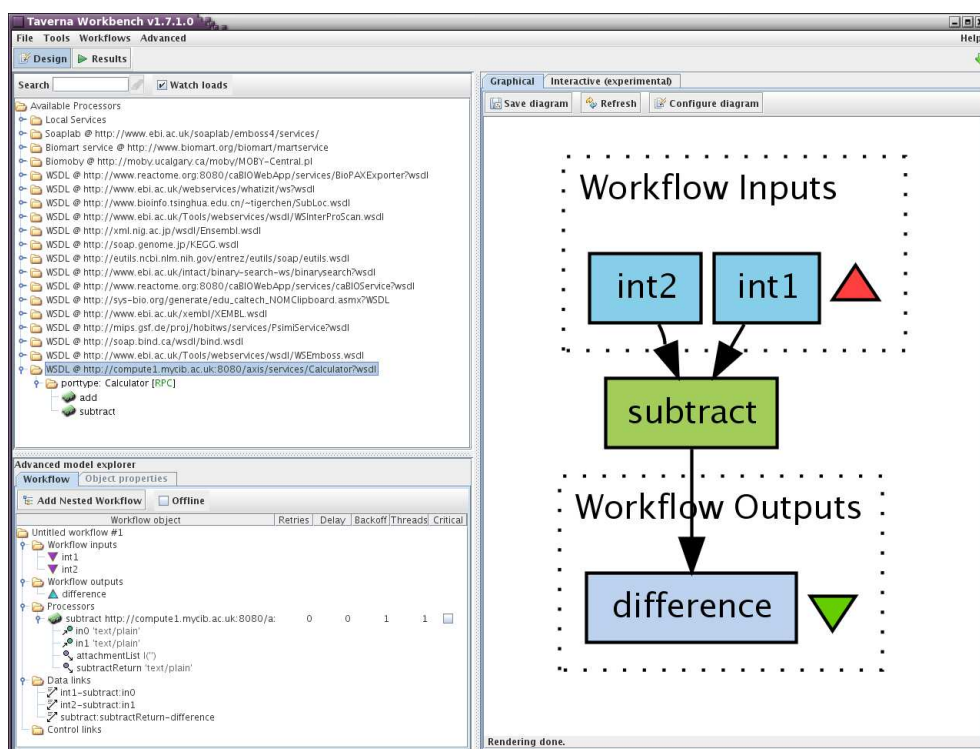 Taverna Workbench v1.7.1.0
File Tools Workflows Advanced Help
Design Results
Search Watch loads
Available Processors
Local Services
Soaplab @ http://www.ebi.ac.uk/soaplab/emboss4/services/
Biomart service @ http://www.biomart.org/biomart/martservice
Biomoby @ http://moby.ucalgary.ca/moby/MOBY-Central.pl
WSDL @ http://www.reactome.org:8080/caBIOWebApp/services/BioPAXExporter?wsdl
WSDL @ http://www.ebi.ac.uk/webservices/whatizit/ws?wsdl
WSDL @ http://www.bioinfo.tsinghua.edu.cn/~tigerchen/SubLoc.wsdl
WSDL @ http://www.ebi.ac.uk/Tools/webservices/wsdl/WSInterProScan.wsdl
WSDL @ http://xml.nig.ac.jp/wsdl/Ensembl.wsdl
WSDL @ http://soap.genome.jp/KEGG.wsdl
WSDL @ http://eutils.ncbi.nlm.nih.gov/entrez/eutils/soap/eutils.wsdl
WSDL @ http://www.ebi.ac.uk/intact/binary-search-ws/binarysearch?wsdl
WSDL @ http://www.reactome.org:8080/caBIOWebApp/services/caBIOService?wsdl
WSDL @ http://sys-bio.org/generate/edu_caltech_NOMClipboard.asmx?WSDL
WSDL @ http://www.ebi.ac.uk/xembl/XEMBL.wsdl
WSDL @ http://mips.gsf.de/proj/hobitws/services/PsimiService?wsdl
WSDL @ http://soap.bind.ca/wsdl/bind.wsdl
WSDL @ http://www.ebi.ac.uk/Tools/webservices/wsdl/WSEmboss.wsdl
WSDL @ http://compute1.mycib.ac.uk:8080/axis/services/Calculator?wsdl
porttype: Calculator [RPC]
add
subtract
Advanced model explorer
Workflow Object properties
Add Nested Workflow Offline
Workflow object Retries Delay Backoff Threads Critical
Untitled workflow #1
Workflow inputs
int1
int2
Workflow outputs
difference
Processors
subtract http://compute1.mycib.ac.uk:8080/a: 0 0 1 1
in0 'text/plain'
in1 'text/plain'
attachmentList l('')
subtractReturn 'text/plain'
Data links
int1-subtract:in0
int2-subtract:in1
subtract:subtractReturn-difference
Control links
Graphical Interactive (experimental)
Save diagram Refresh Configure diagram
Workflow Inputs
int2 int1
subtract
Workflow Outputs
difference
Rendering done.